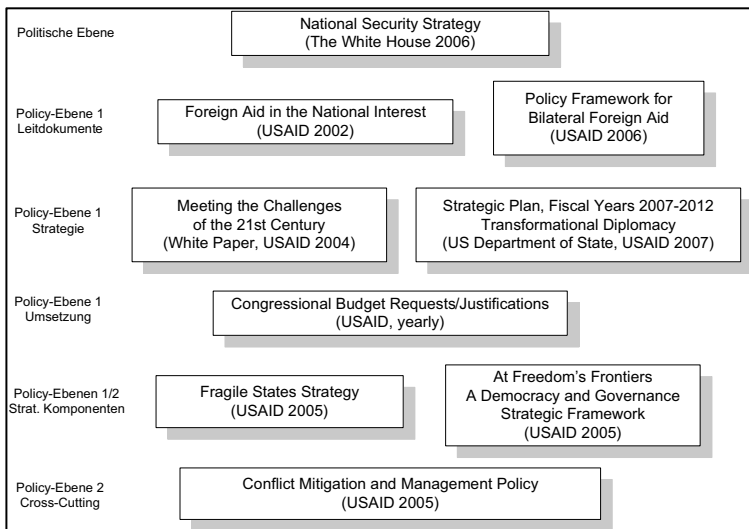 Politische Ebene
National Security Strategy
(The White House 2006)
Policy-Ebene 1
Leitdokumente
Foreign Aid in the National Interest
(USAID 2002)
Policy Framework for
Bilateral Foreign Aid
(USAID 2006)
Policy-Ebene 1
Strategie
Meeting the Challenges
of the 21st Century
(White Paper, USAID 2004)
Strategic Plan, Fiscal Years 2007-2012
Transformational Diplomacy
(US Department of State, USAID 2007)
Policy-Ebene 1
Umsetzung
Congressional Budget Requests/Justifications
(USAID, yearly)
Policy-Ebenen 1/2
Strat. Komponenten
Fragile States Strategy
(USAID 2005)
At Freedom's Frontiers
A Democracy and Governance
Strategic Framework
(USAID 2005)
Policy-Ebene 2
Cross-Cutting
Conflict Mitigation and Management Policy
(USAID 2005)